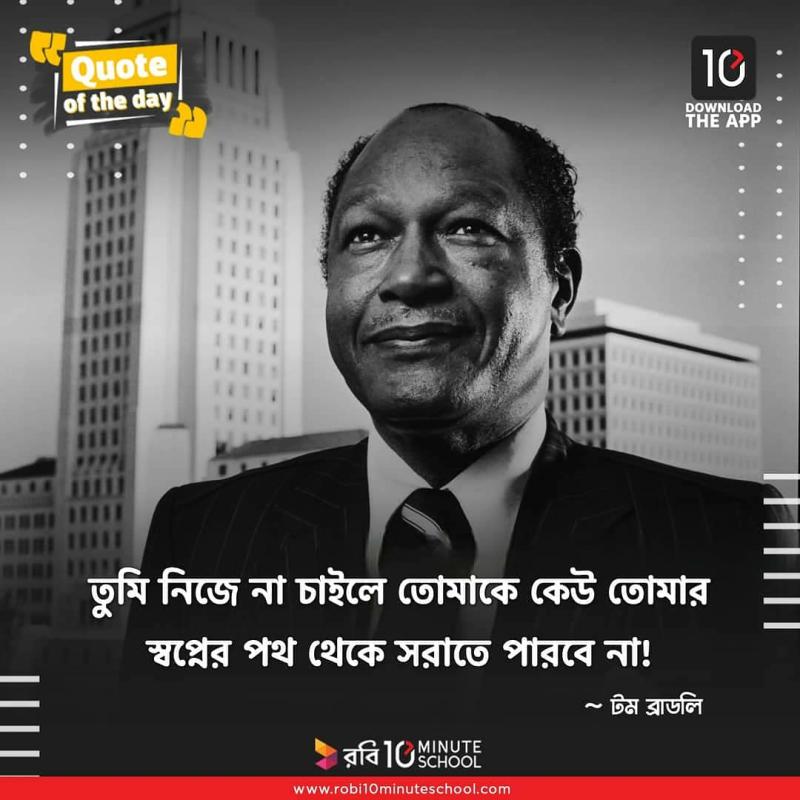 Quote
of the day
10
DOWNLOAD
THE APP
তুমি নিজে না চাইলে তোমাকে কেউ তোমার
স্বপ্নের পথ থেকে সরাতে পারবে না!
~ টম ব্রাডলি
রবি 10 MINUTE
SCHOOL
www.robi10minuteschool.com